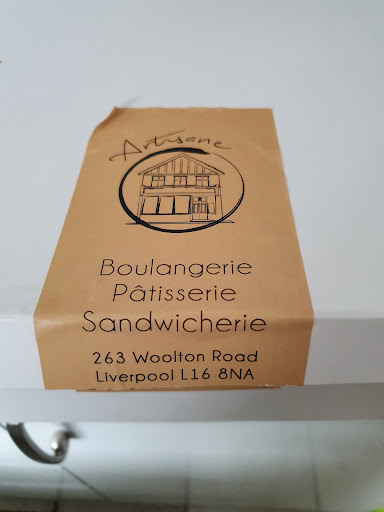 Artisane
Boulangerie
Pâtisserie
Sandwicherie
263 Woolton Road
Liverpool L16 8NA